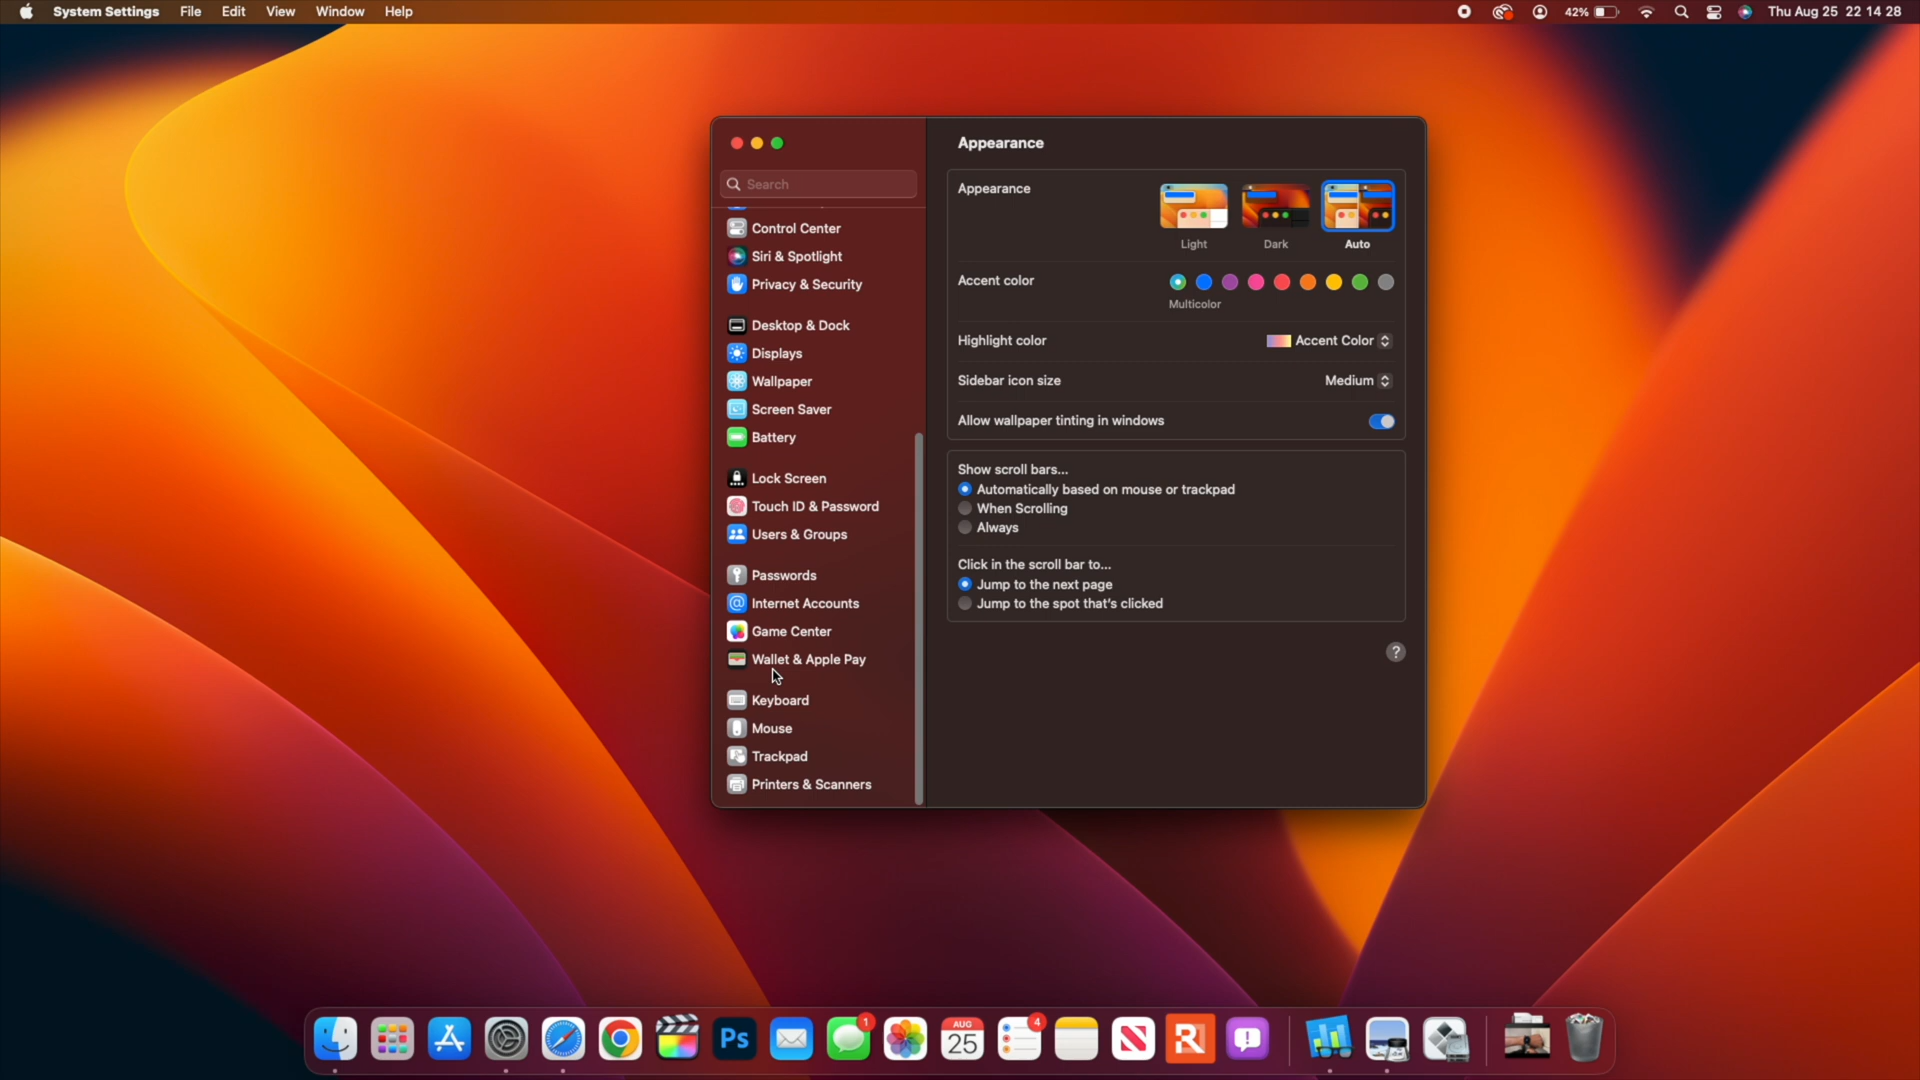 System Settings File Edit View Window Help
42% Thu Aug 25 22 14 28
Search
Control Center
Siri & Spotlight
Privacy & Security
Desktop & Dock
Displays
Wallpaper
Screen Saver
Battery
Lock Screen
Touch ID & Password
Users & Groups
Passwords
Internet Accounts
Game Center
Wallet & Apple Pay
Keyboard
Mouse
Trackpad
Printers & Scanners
Appearance
Appearance
Light Dark Auto
Accent color
Multicolor
Highlight color Accent Color
Sidebar icon size Medium
Allow wallpaper tinting in windows
Show scroll bars...
Automatically based on mouse or trackpad
When Scrolling
Always
Click in the scroll bar to...
Jump to the next page
Jump to the spot that's clicked
?
Ps
1
AUG
25
4